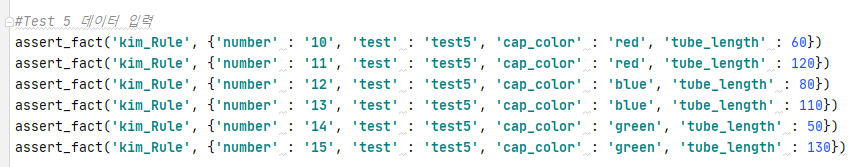 #Test 5 데이터 입력
assert_fact('kim_Rule', {'number' : '10', 'test' : 'test5', 'cap_color' : 'red', 'tube_length' : 60})
assert_fact('kim_Rule', {'number' : '11', 'test' : 'test5', 'cap_color' : 'red', 'tube_length' : 120})
assert_fact('kim_Rule', {'number' : '12', 'test' : 'test5', 'cap_color' : 'blue', 'tube_length' : 80})
assert_fact('kim_Rule', {'number' : '13', 'test' : 'test5', 'cap_color' : 'blue', 'tube_length' : 110})
assert_fact('kim_Rule', {'number' : '14', 'test' : 'test5', 'cap_color' : 'green', 'tube_length' : 50})
assert_fact('kim_Rule', {'number' : '15', 'test' : 'test5', 'cap_color' : 'green', 'tube_length' : 130})